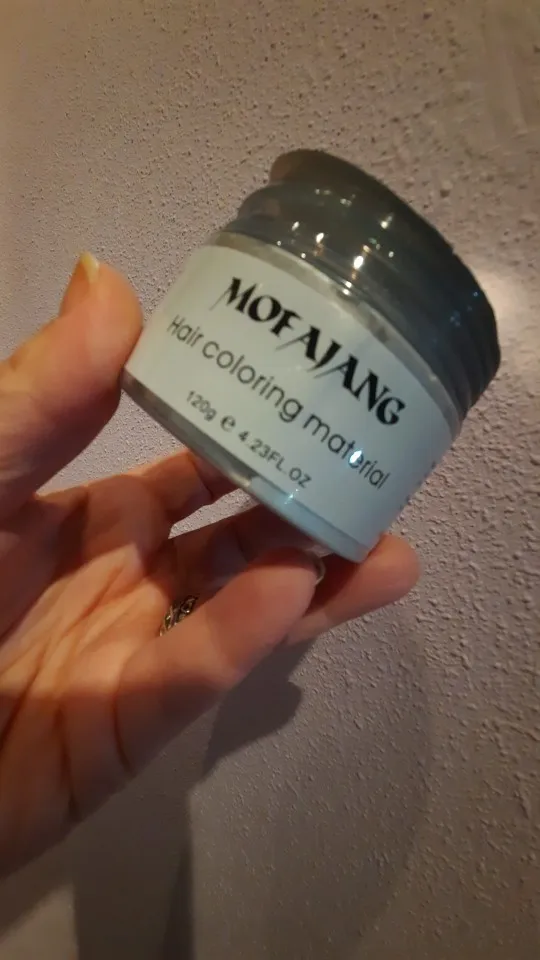 MOFAJANG
Hair coloring material
120g e 4.23FL.oz